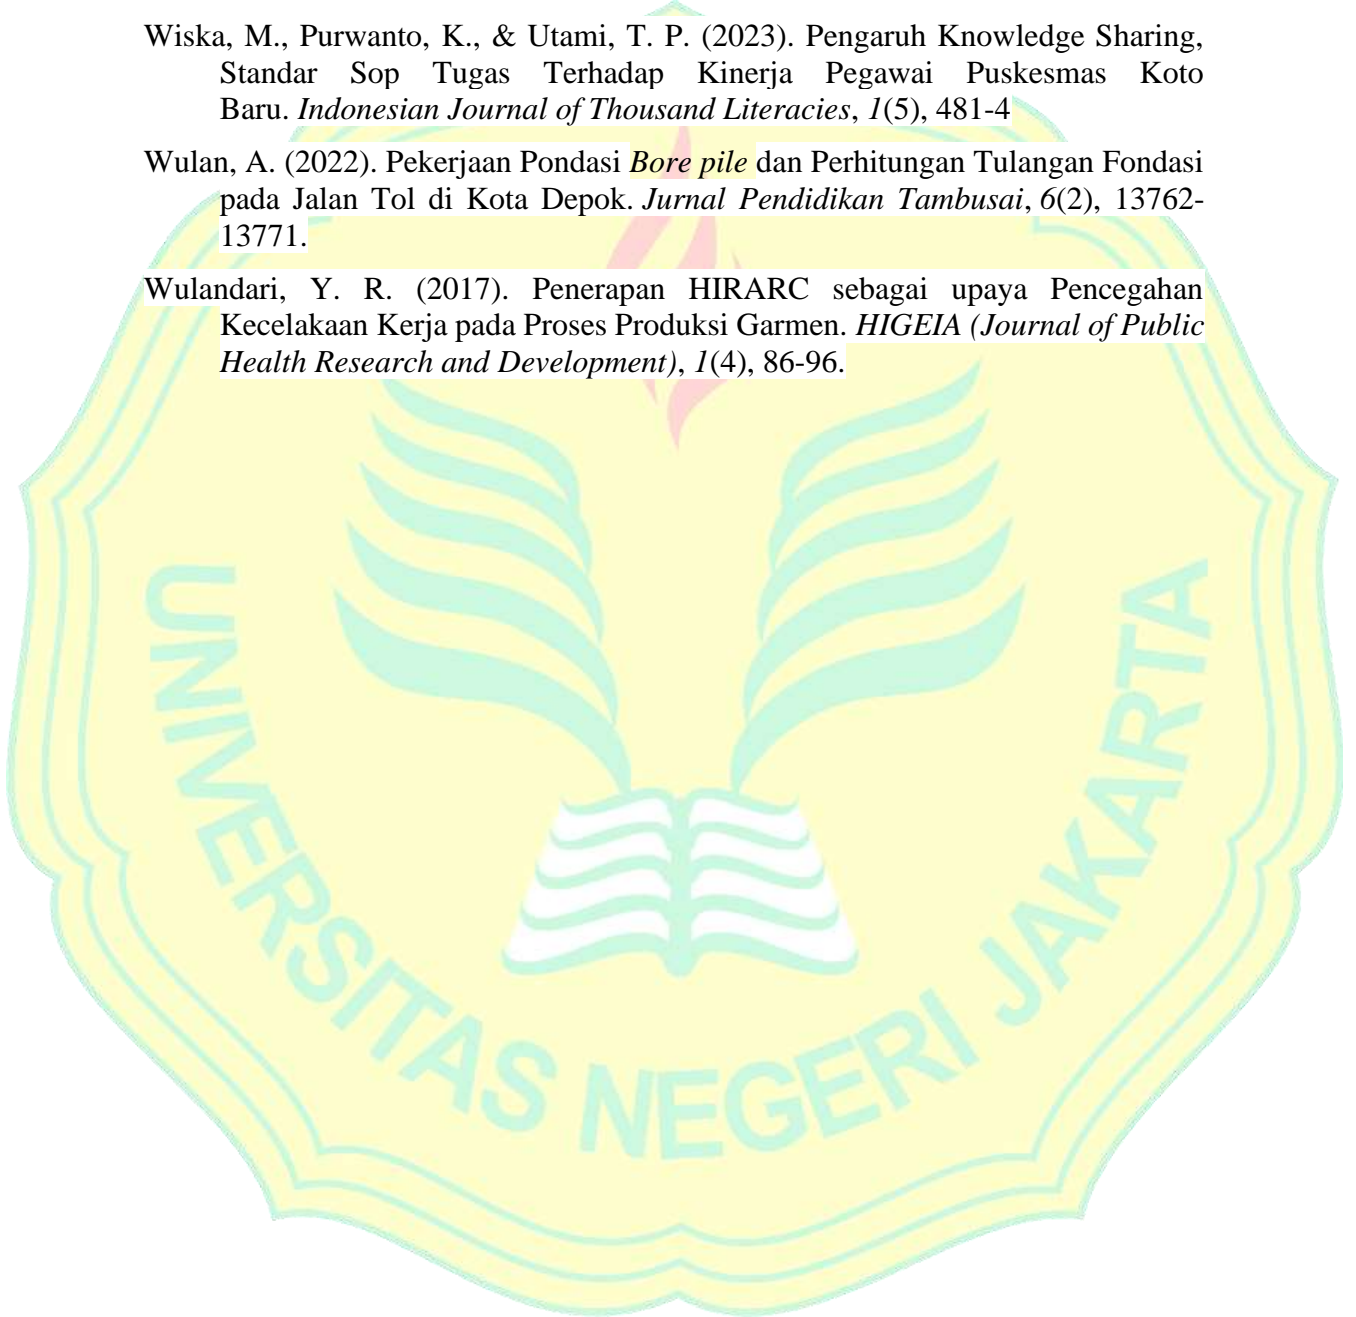 Wiska, M., Purwanto, K., & Utami, T. P. (2023). Pengaruh Knowledge Sharing,
Standar Sop Tugas Terhadap Kinerja Pegawai Puskesmas Koto
Baru. Indonesian Journal of Thousand Literacies, 1(5), 481-4
Wulan, A. (2022). Pekerjaan Pondasi Bore pile dan Perhitungan Tulangan Fondasi
pada Jalan Tol di Kota Depok. Jurnal Pendidikan Tambusai, 6(2), 13762-
13771.
Wulandari, Y. R. (2017). Penerapan HIRARC sebagai upaya Pencegahan
Kecelakaan Kerja pada Proses Produksi Garmen. HIGEIA (Journal of Public
Health Research and Development), 1(4), 86-96.
UNIVERSITAS NEGERI JAKARTA